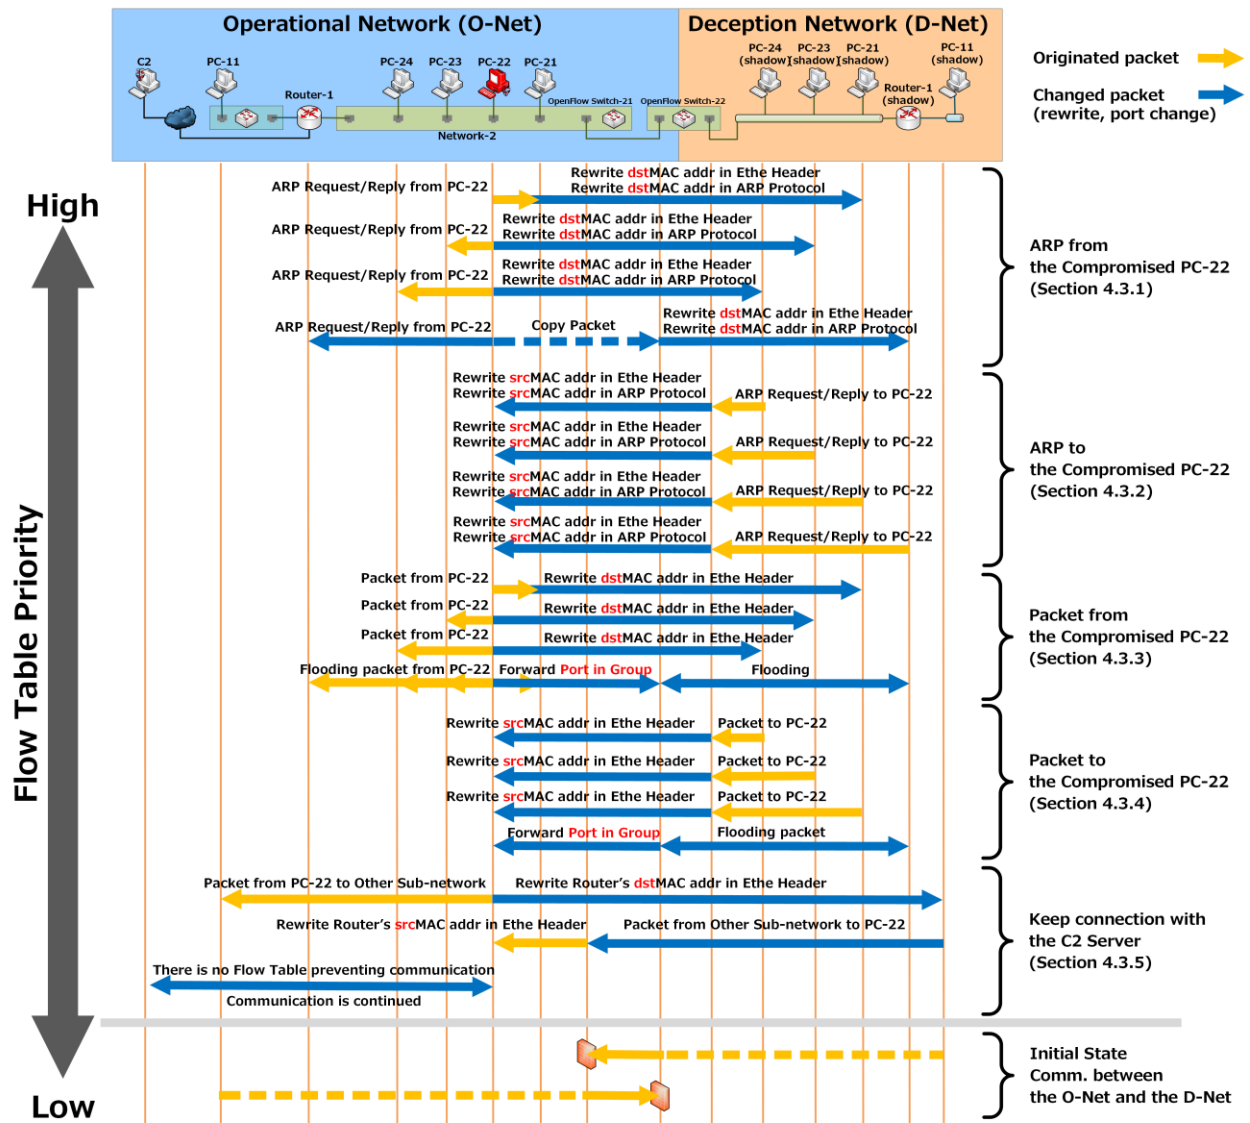 Operational Network (O-Net)
Deception Network (D-Net)
C2
PC-11
Router-1
PC-24
PC-23
PC-22
PC-21
OpenFlow Switch-21
OpenFlow Switch-22
Network-2
PC-24
(shadow)
PC-23
(shadow)
PC-21
(shadow)
PC-11
(shadow)
Router-1
(shadow)
Originated packet
Changed packet
(rewrite, port change)
High
Flow Table Priority
Low
ARP Request/Reply from PC-22
Rewrite dstMAC addr in Ethe Header
Rewrite dstMAC addr in ARP Protocol
ARP Request/Reply from PC-22
Rewrite dstMAC addr in Ethe Header
Rewrite dstMAC addr in ARP Protocol
ARP Request/Reply from PC-22
Rewrite dstMAC addr in Ethe Header
Rewrite dstMAC addr in ARP Protocol
ARP Request/Reply from PC-22
Copy Packet
Rewrite dstMAC addr in Ethe Header
Rewrite dstMAC addr in ARP Protocol
ARP from
the Compromised PC-22
(Section 4.3.1)
Rewrite srcMAC addr in Ethe Header
Rewrite srcMAC addr in ARP Protocol
ARP Request/Reply to PC-22
Rewrite srcMAC addr in Ethe Header
Rewrite srcMAC addr in ARP Protocol
ARP Request/Reply to PC-22
Rewrite srcMAC addr in Ethe Header
Rewrite srcMAC addr in ARP Protocol
ARP Request/Reply to PC-22
Rewrite srcMAC addr in Ethe Header
Rewrite srcMAC addr in ARP Protocol
ARP Request/Reply to PC-22
ARP to
the Compromised PC-22
(Section 4.3.2)
Packet from PC-22
Rewrite dstMAC addr in Ethe Header
Packet from PC-22
Rewrite dstMAC addr in Ethe Header
Packet from PC-22
Rewrite dstMAC addr in Ethe Header
Flooding packet from PC-22
Forward Port in Group
Flooding
Packet from
the Compromised PC-22
(Section 4.3.3)
Rewrite srcMAC addr in Ethe Header
Packet to PC-22
Rewrite srcMAC addr in Ethe Header
Packet to PC-22
Rewrite srcMAC addr in Ethe Header
Packet to PC-22
Forward Port in Group
Flooding packet
Packet to
the Compromised PC-22
(Section 4.3.4)
Packet from PC-22 to Other Sub-network
Rewrite Router's dstMAC addr in Ethe Header
Rewrite Router's srcMAC addr in Ethe Header
Packet from Other Sub-network to PC-22
There is no Flow Table preventing communication
Communication is continued
Keep connection with
the C2 Server
(Section 4.3.5)
Initial State
Comm. between
the O-Net and the D-Net